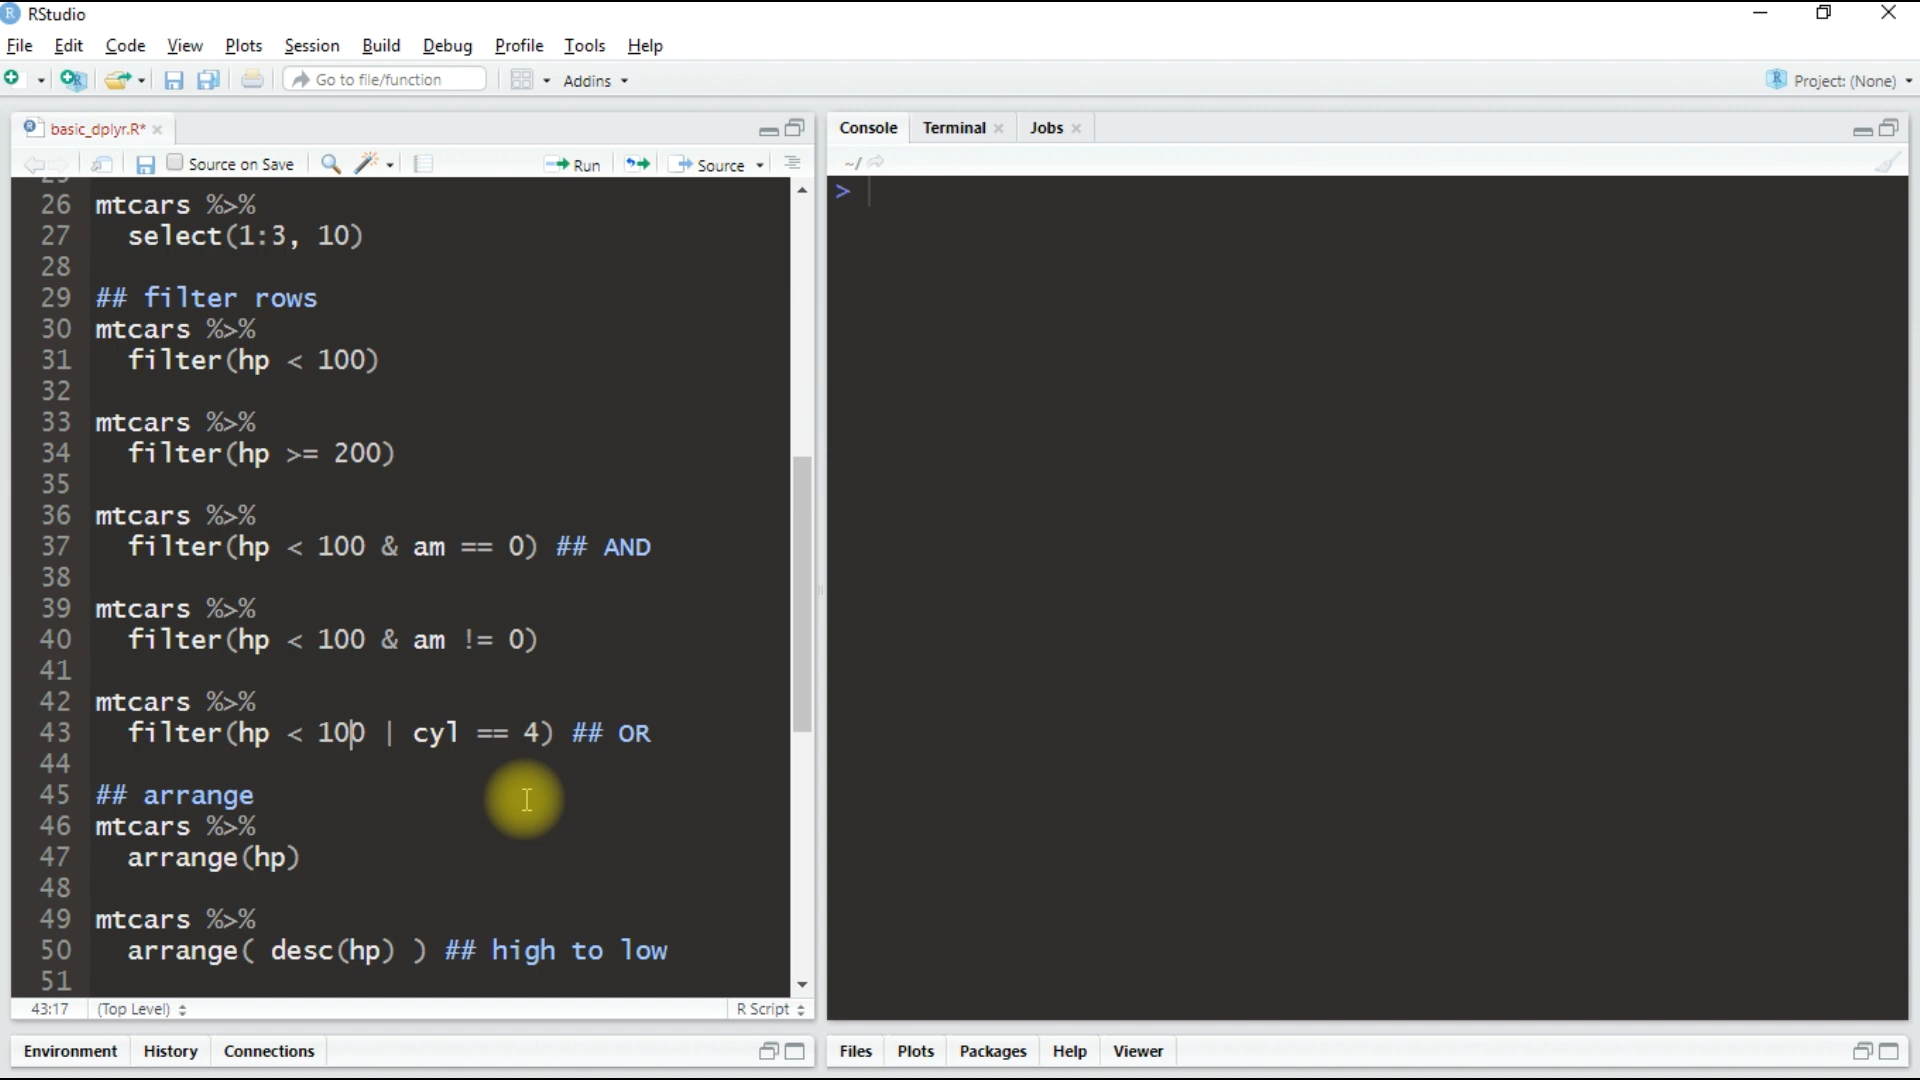 RStudio
File Edit Code View Plots Session Build Debug Profile Tools Help
Go to file/function Addins Project: (None)
basic_dplyr.R*
Source on Save Run Source
26 mtcars %>%
27 select(1:3, 10)
28
29 ## filter rows
30 mtcars %>%
31 filter(hp < 100)
32
33 mtcars %>%
34 filter(hp >= 200)
35
36 mtcars %>%
37 filter(hp < 100 & am == 0) ## AND
38
39 mtcars %>%
40 filter(hp < 100 & am != 0)
41
42 mtcars %>%
43 filter(hp < 100 | cyl == 4) ## OR
44
45 ## arrange
46 mtcars %>%
47 arrange(hp)
48
49 mtcars %>%
50 arrange( desc(hp) ) ## high to low
51
43:17 (Top Level) R Script
Environment History Connections
Console Terminal Jobs
~/
>
Files Plots Packages Help Viewer